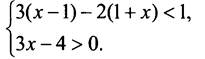 3(x − 1) − 2(1 + x) < 1,
3x − 4 > 0.